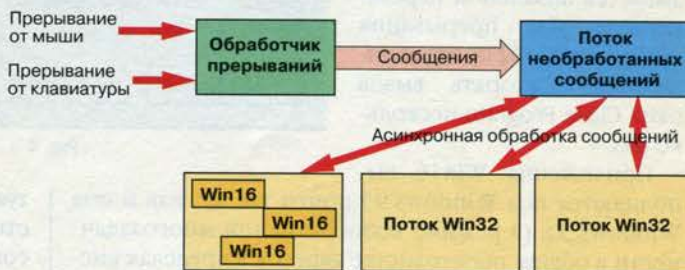 Прерывание
от мыши
Прерывание
от клавиатуры
Обработчик
прерываний
Сообщения
Поток
необработанных
сообщений
Асинхронная обработка сообщений
Win16
Win16
Win16
Поток Win32
Поток Win32